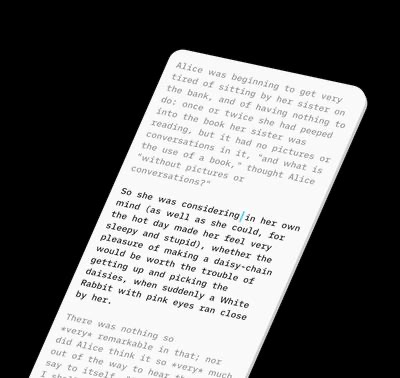 Alice was beginning to get very
tired of sitting by her sister on
the bank, and of having nothing to
do: once or twice she had peeped
into the book her sister was
reading, but it had no pictures or
conversations in it, "and what is
the use of a book," thought Alice
"without pictures or
conversations?"
So she was considering in her own
mind (as well as she could, for
the hot day made her feel very
sleepy and stupid), whether the
pleasure of making a daisy-chain
would be worth the trouble of
getting up and picking the
daisies, when suddenly a White
Rabbit with pink eyes ran close
by her.
There was nothing so
*very* remarkable in that; nor
did Alice think it so *very* much
out of the way to hear
say to itself,